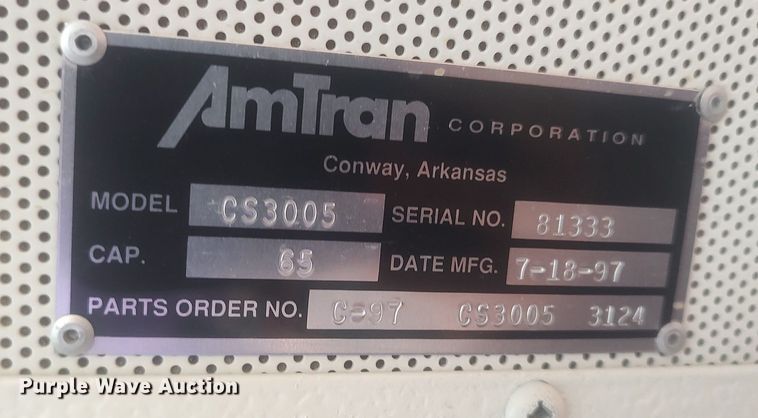 AmTran CORPORATION
Conway, Arkansas
MODEL CS3005 SERIAL NO. 81333
CAP. 65 DATE MFG. 7-18-97
PARTS ORDER NO. C-97 CS3005 3124
Purple Wave Auction